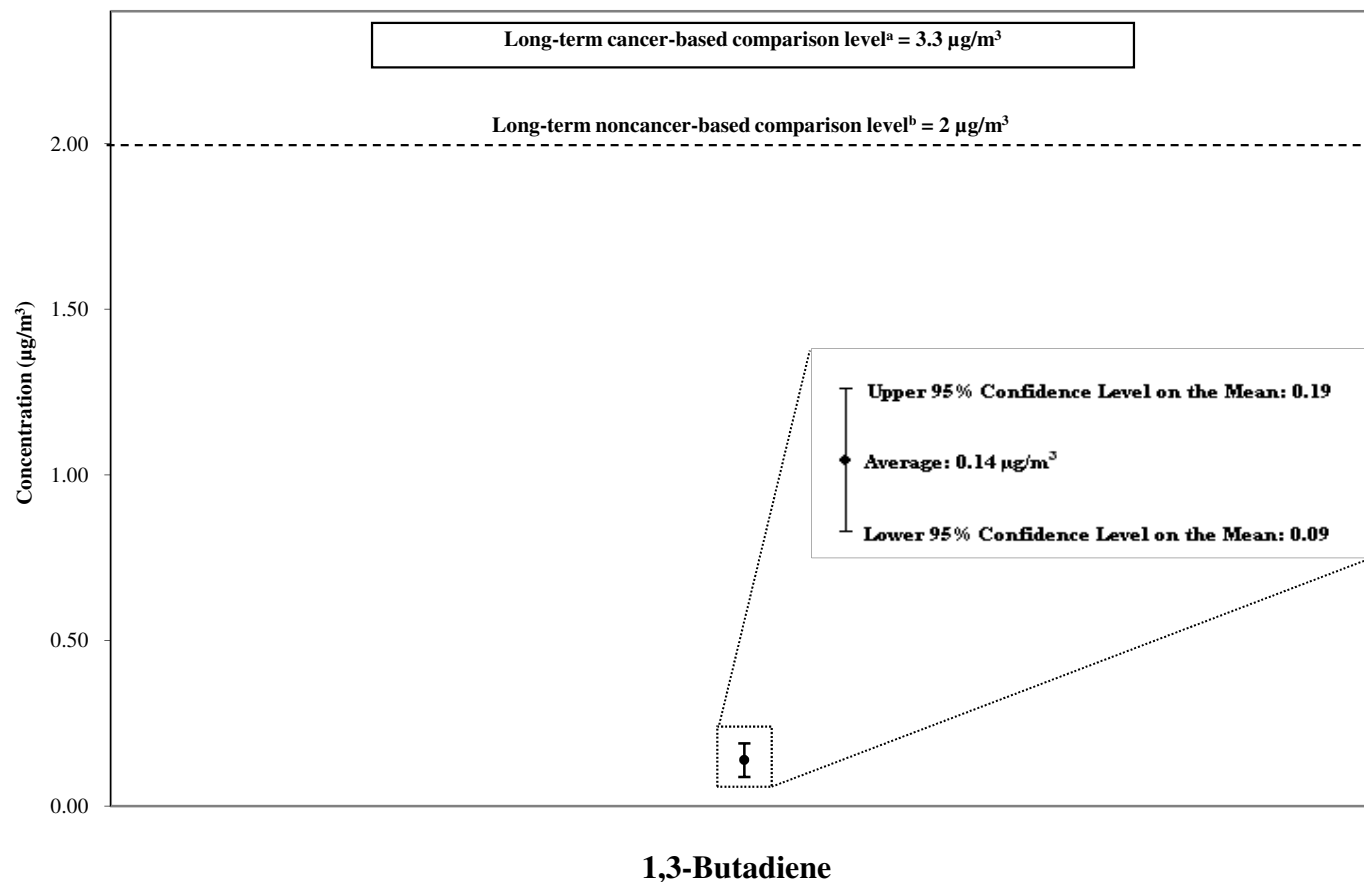 Long-term cancer-based comparison levelᵃ = 3.3 µg/m³
Long-term noncancer-based comparison levelᵇ = 2 µg/m³
2.00
1.50
1.00
0.50
0.00
Concentration (µg/m³)
Upper 95% Confidence Level on the Mean: 0.19
Average: 0.14 µg/m³
Lower 95% Confidence Level on the Mean: 0.09
1,3-Butadiene